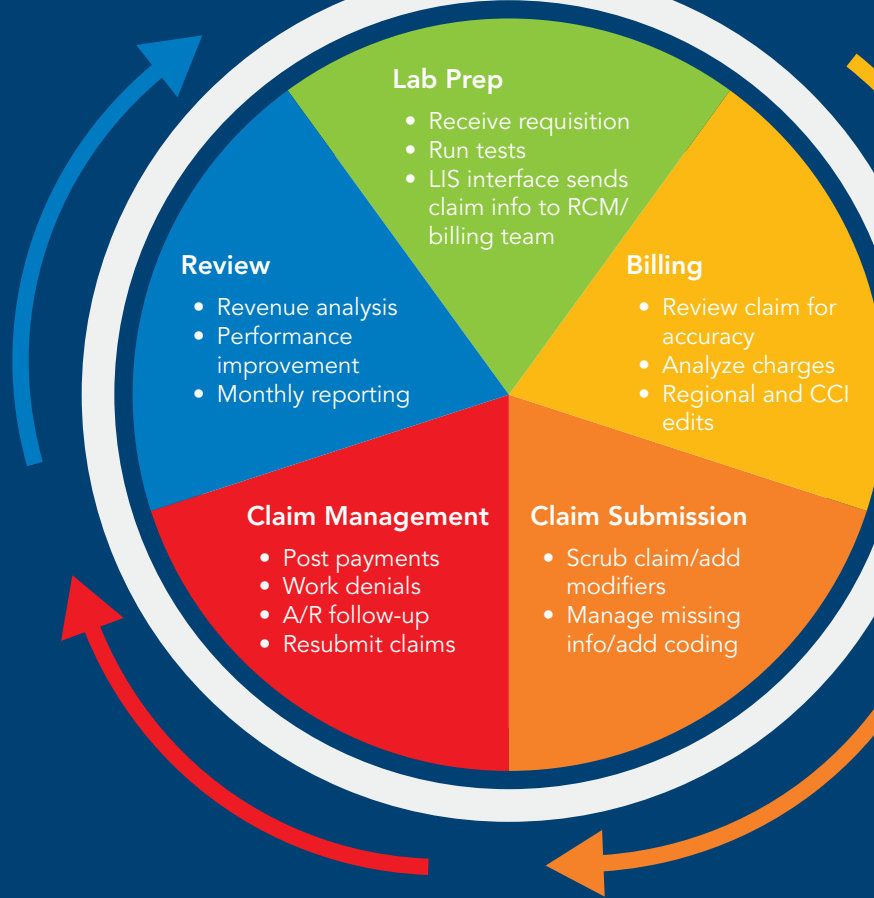 Lab Prep
• Receive requisition
• Run tests
• LIS interface sends
claim info to RCM/
billing team
Billing
• Review claim for
accuracy
• Analyze charges
• Regional and CCI
edits
Claim Submission
• Scrub claim/add
modifiers
• Manage missing
info/add coding
Claim Management
• Post payments
• Work denials
• A/R follow-up
• Resubmit claims
Review
• Revenue analysis
• Performance
improvement
• Monthly reporting